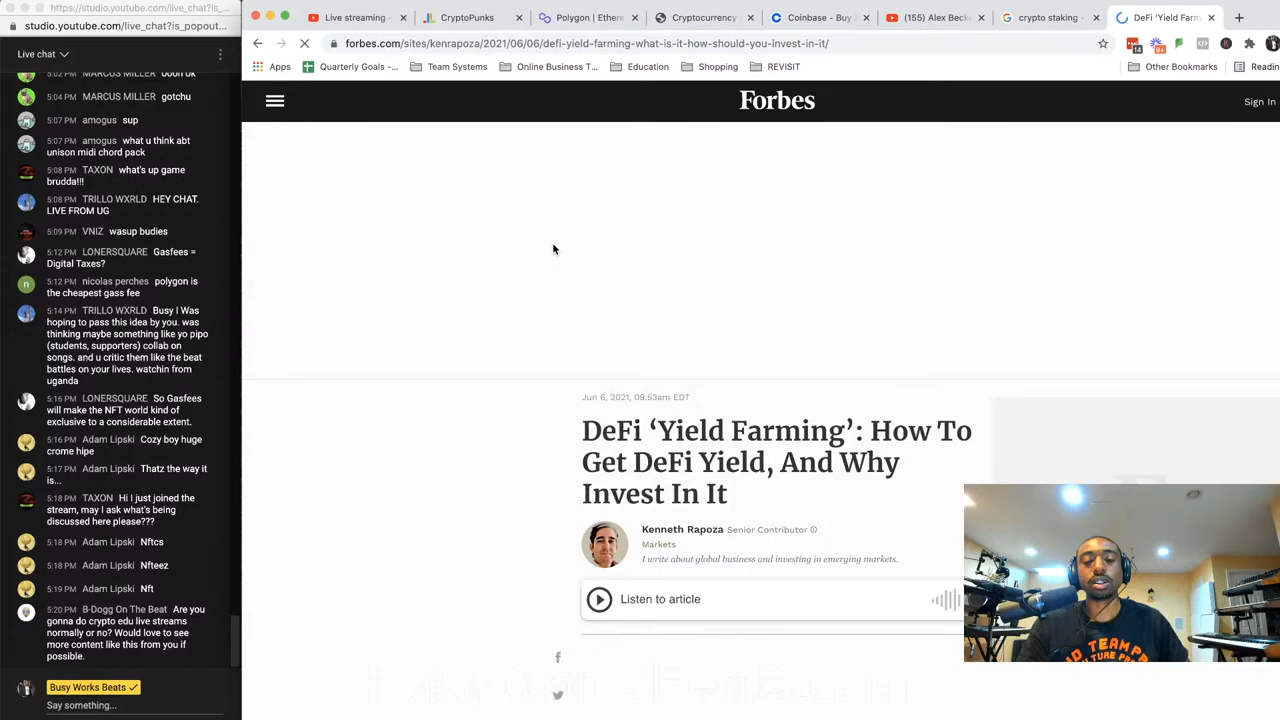 https://studio.youtube.com/live_chat?is_...
studio.youtube.com/live_chat?is_popout...
Live chat
5:02 PM MARCUS MILLER oooh ok
5:04 PM MARCUS MILLER gotchu
5:07 PM amogus sup
5:07 PM amogus what u think abt
unison midi chord pack
5:08 PM TAXON what's up game
brudda!!!
5:08 PM TRILLO WXRLD HEY CHAT.
LIVE FROM UG
5:09 PM VNIZ wasup budies
5:12 PM LONERSQUARE Gasfees =
Digital Taxes?
n
5:12 PM nicolas perches polygon is
the cheapest gass fee
5:14 PM TRILLO WXRLD Busy I Was
hoping to pass this idea by you. was
thinking maybe something like yo pipo
(students, supporters) collab on
songs. and u critic them like the beat
battles on your lives. watchin from
uganda
5:16 PM LONERSQUARE So Gasfees
will make the NFT world kind of
exclusive to a considerable extent.
5:16 PM Adam Lipski Cozy boy huge
crome hipe
5:17 PM Adam Lipski Thatz the way it
is...
5:18 PM TAXON Hi I just joined the
stream, may I ask what's being
discussed here please???
5:18 PM Adam Lipski Nftcs
5:18 PM Adam Lipski Nfteez
5:19 PM Adam Lipski Nft
5:20 PM B-Dogg On The Beat Are you
gonna do crypto edu live streams
normally or no? Would love to see
more content like this from you if
possible.
Busy Works Beats
Say something...
Live streaming -
CryptoPunks
Polygon | Ethere
Cryptocurrency
Coinbase - Buy
(155) Alex Beck
crypto staking -
DeFi 'Yield Farm
forbes.com/sites/kenrapoza/2021/06/06/defi-yield-farming-what-is-it-how-should-you-invest-in-it/
14
9+
Apps
Quarterly Goals -...
Team Systems
Online Business T...
Education
Shopping
REVISIT
Other Bookmarks
Readin
Forbes
Sign In
Jun 6, 2021, 09:53am EDT
DeFi ‘Yield Farming’: How To
Get DeFi Yield, And Why
Invest In It
Kenneth Rapoza Senior Contributor
Markets
I write about global business and investing in emerging markets.
Listen to article